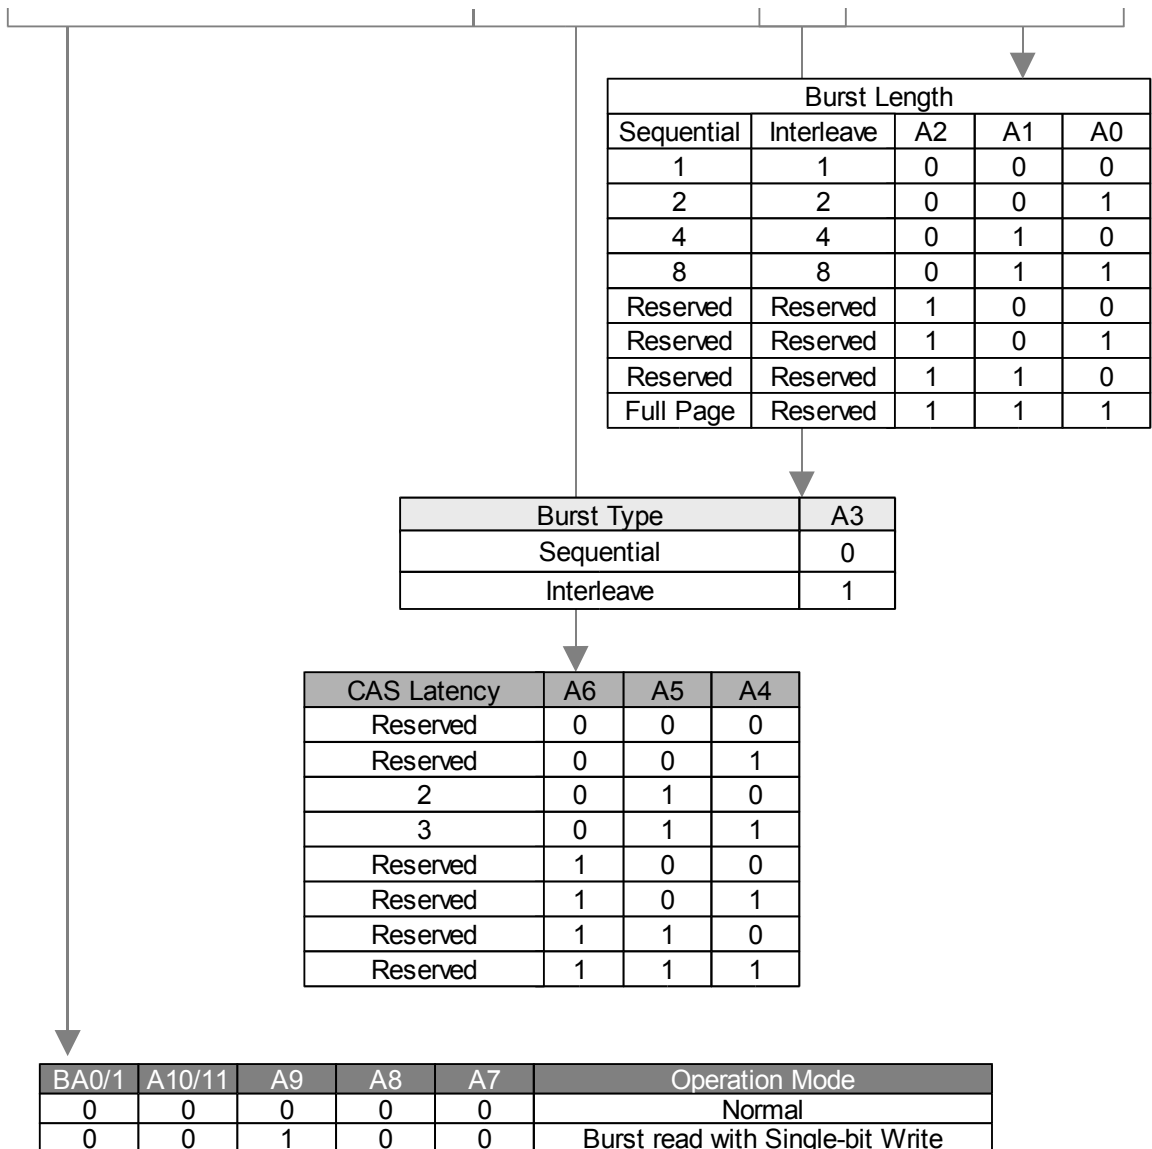 Burst Length
Sequential Interleave A2 A1 A0
1 1 0 0 0
2 2 0 0 1
4 4 0 1 0
8 8 0 1 1
Reserved Reserved 1 0 0
Reserved Reserved 1 0 1
Reserved Reserved 1 1 0
Full Page Reserved 1 1 1
Burst Type A3
Sequential 0
Interleave 1
CAS Latency A6 A5 A4
Reserved 0 0 0
Reserved 0 0 1
2 0 1 0
3 0 1 1
Reserved 1 0 0
Reserved 1 0 1
Reserved 1 1 0
Reserved 1 1 1
BA0/1 A10/11 A9 A8 A7 Operation Mode
0 0 0 0 0 Normal
0 0 1 0 0 Burst read with Single-bit Write